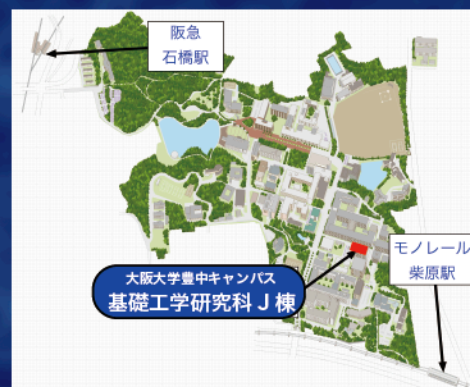 阪急
石橋駅
モノレール
柴原駅
大阪大学豊中キャンパス
基礎工学研究科 J 棟